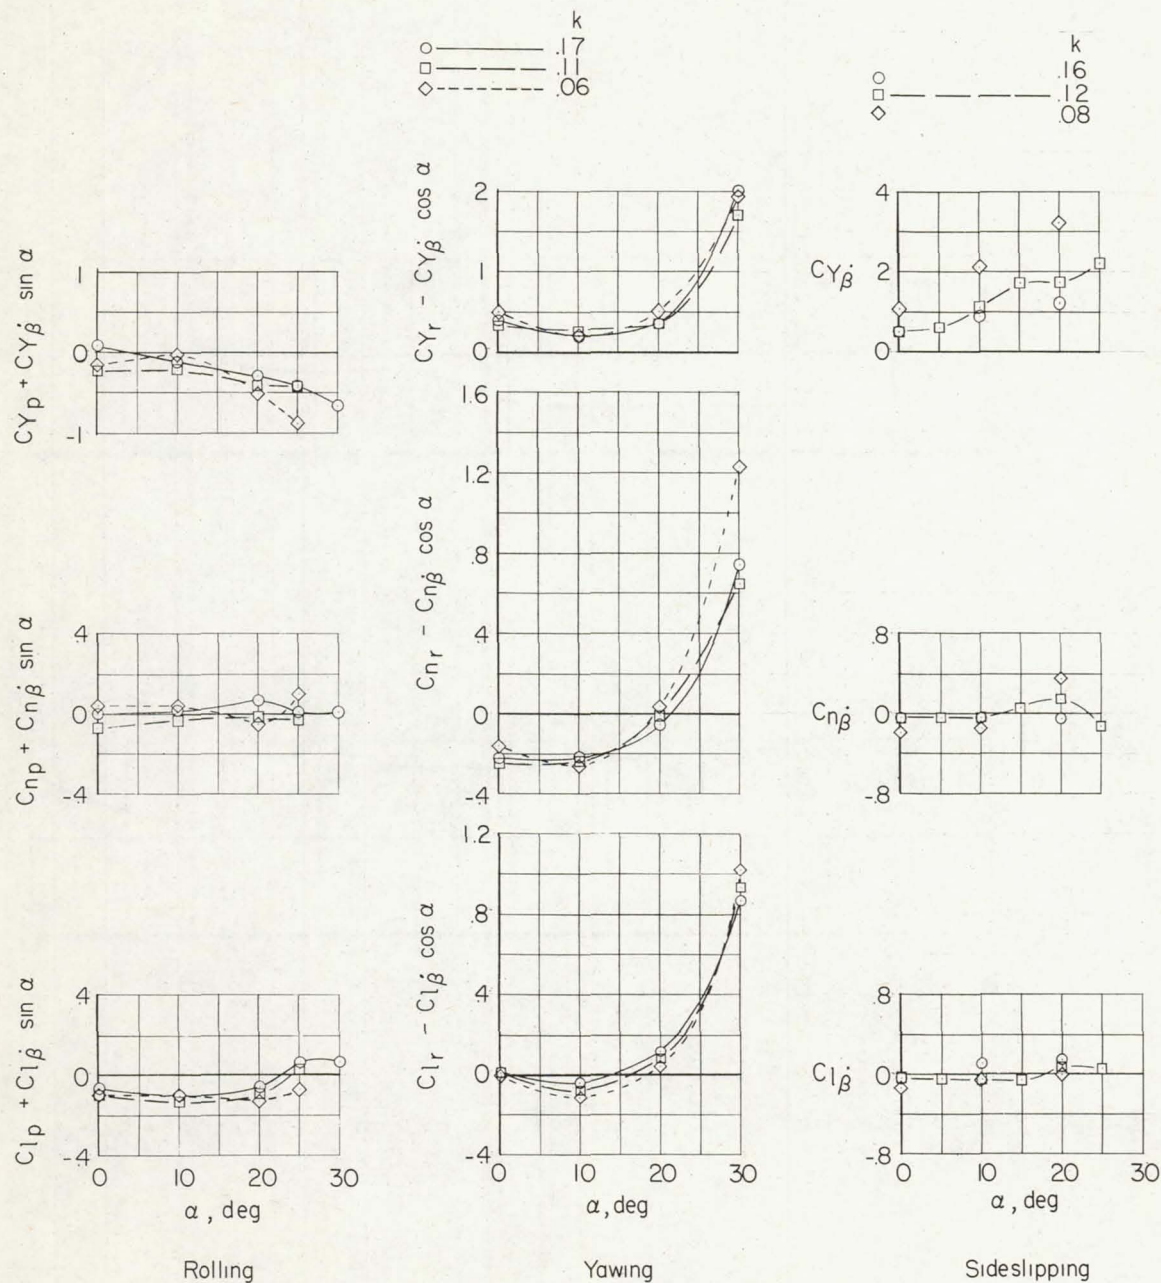 k
.17
.11
.06
k
.16
.12
.08
CYp + CYβ̇ sin α
1
0
-1
CYr - CYβ̇ cos α
2
1
0
CYβ̇
4
2
0
Cnp + Cnβ̇ sin α
.4
0
-.4
Cnr - Cnβ̇ cos α
1.6
1.2
.8
.4
0
-.4
Cnβ̇
.8
0
-.8
Clp + Clβ̇ sin α
.4
0
-.4
0 10 20 30
α, deg
Rolling
Clr - Clβ̇ cos α
1.2
.8
.4
0
-.4
0 10 20 30
α, deg
Yawing
Clβ̇
.8
0
-.8
0 10 20 30
α, deg
Sideslipping